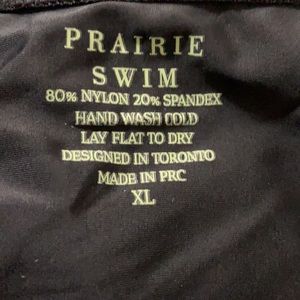 PRAIRIE
SWIM
80% NYLON 20% SPANDEX
HAND WASH COLD
LAY FLAT TO DRY
DESIGNED IN TORONTO
MADE IN PRC
XL